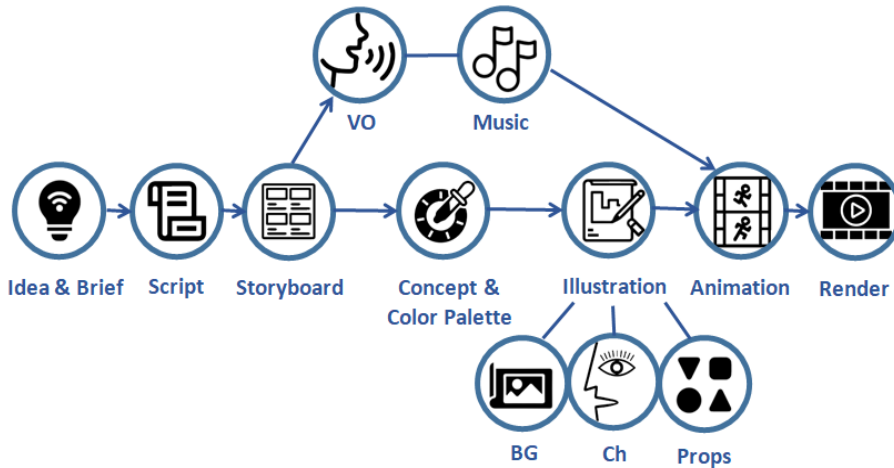 VO
Music
Idea & Brief
Script
Storyboard
Concept &
Color Palette
Illustration
Animation
Render
BG
Ch
Props